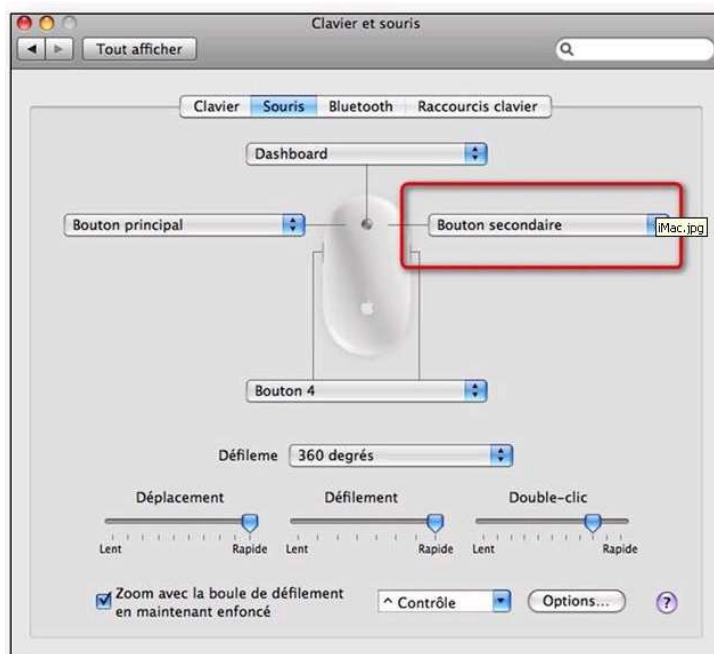 Clavier et souris
Tout afficher
Clavier Souris Bluetooth Raccourcis clavier
Dashboard
Bouton principal Bouton secondaire iMac.jpg
Bouton 4
Défileme 360 degrés
Déplacement Défilement Double-clic
Lent Rapide Lent Rapide Lent Rapide
Zoom avec la boule de défilement
en maintenant enfoncé ^ Contrôle Options... ?